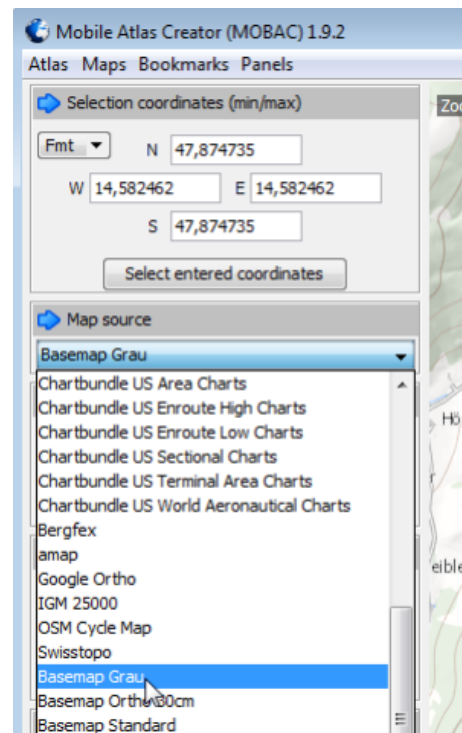 Mobile Atlas Creator (MOBAC) 1.9.2
Atlas Maps Bookmarks Panels
Selection coordinates (min/max)
Fmt N 47,874735
W 14,582462 E 14,582462
S 47,874735
Select entered coordinates
Map source
Basemap Grau
Chartbundle US Area Charts
Chartbundle US Enroute High Charts
Chartbundle US Enroute Low Charts
Chartbundle US Sectional Charts
Chartbundle US Terminal Area Charts
Chartbundle US World Aeronautical Charts
Bergfex
amap
Google Ortho
IGM 25000
OSM Cycle Map
Swisstopo
Basemap Grau
Basemap Ortho 30cm
Basemap Standard
Zoo
Hö
eible